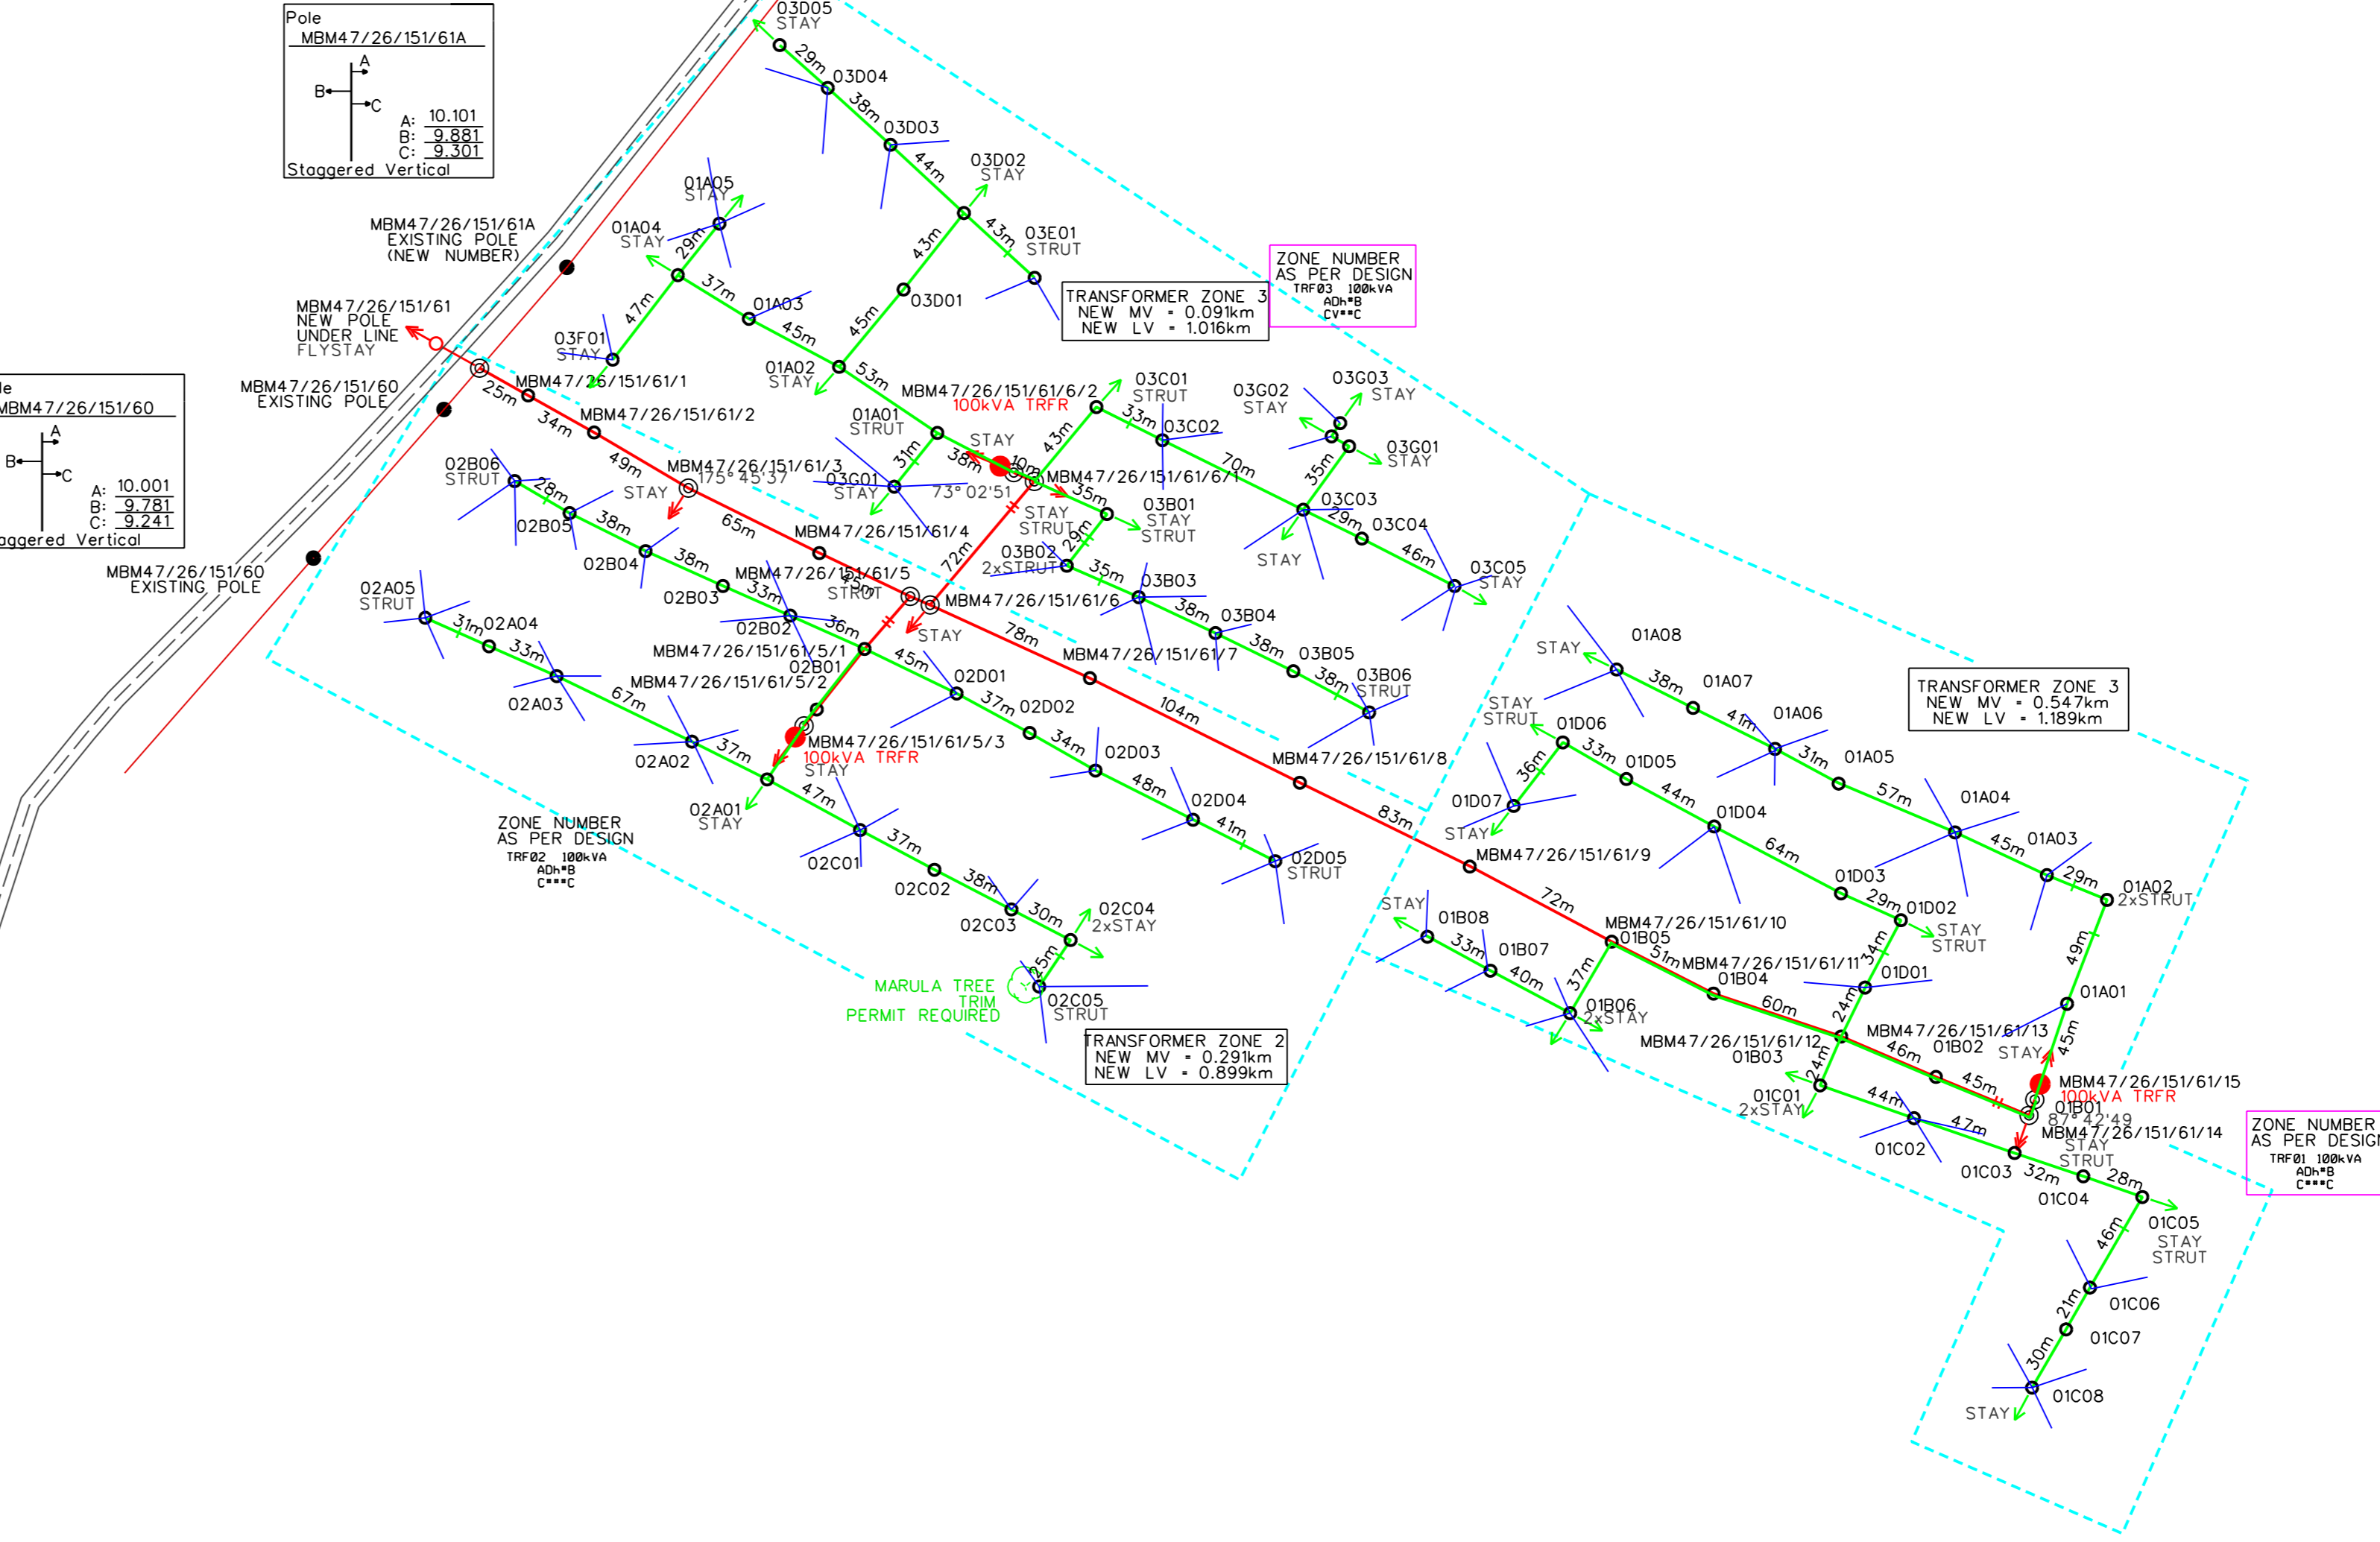 Pole
MBM47/26/151/61A
A
B
C
A: 10.101
B: 9.881
C: 9.301
Staggered Vertical
MBM47/26/151/61A
EXISTING POLE
(NEW NUMBER)
MBM47/26/151/61
NEW POLE
UNDER LINE
FLYSTAY
MBM47/26/151/60
EXISTING POLE
le
MBM47/26/151/60
A
B
C
A: 10.001
B: 9.781
C: 9.241
aggered Vertical
MBM47/26/151/60
EXISTING POLE
03D05
STAY
29m
03D04
38m
03D03
44m
03D02
STAY
43m
43m
03E01
STRUT
03D01
45m
01A05
STAY
01A04
STAY
29m
37m
01A03
47m
45m
03F01
STAY
01A02
STAY
53m
TRANSFORMER ZONE 3
NEW MV = 0.091km
NEW LV = 1.016km
ZONE NUMBER
AS PER DESIGN
TRF03 100kVA
ADh*B
CV**C
25m
MBM47/26/151/61/1
34m
MBM47/26/151/61/2
49m
MBM47/26/151/61/3
175°45'37
STAY
65m
MBM47/26/151/61/4
MBM47/26/151/61/5
45m
STRUT
MBM47/26/151/61/6
STAY
72m
MBM47/26/151/61/6/2
100kVA TRFR
01A01
STRUT
31m
38m
STAY
10m
MBM47/26/151/61/6/1
73°02'51
03G01
STAY
43m
03C01
STRUT
33m
03C02
70m
03G02
STAY
03G03
STAY
03G01
STAY
35m
03C03
STAY
29m
03C04
46m
03C05
STAY
35m
STAY
STRUT
03B01
STAY
STRUT
29m
03B02
2xSTRUT
35m
03B03
38m
03B04
38m
03B05
38m
03B06
STRUT
02B06
STRUT
28m
02B05
38m
02B04
38m
02B03
33m
02B02
36m
MBM47/26/151/61/5/1
02B01
MBM47/26/151/61/5/2
MBM47/26/151/61/5/3
100kVA TRFR
STAY
02A05
STRUT
31m
02A04
33m
02A03
67m
02A02
37m
02A01
STAY
45m
02D01
37m
02D02
34m
02D03
48m
02D04
41m
02D05
STRUT
47m
02C01
37m
02C02
38m
02C03
30m
02C04
2xSTAY
25m
02C05
STRUT
ZONE NUMBER
AS PER DESIGN
TRF02 100kVA
ADh*B
C***C
MARULA TREE
TRIM
PERMIT REQUIRED
TRANSFORMER ZONE 2
NEW MV = 0.291km
NEW LV = 0.899km
78m
MBM47/26/151/61/7
104m
MBM47/26/151/61/8
83m
MBM47/26/151/61/9
72m
MBM47/26/151/61/10
01B05
51m
MBM47/26/151/61/11
01B04
60m
MBM47/26/151/61/12
01B03
46m
MBM47/26/151/61/13
01B02
45m
STAY
MBM47/26/151/61/15
100kVA TRFR
01B01
87°42'49
MBM47/26/151/61/14
STAY
STRUT
01A08
STAY
38m
01A07
41m
01A06
31m
01A05
57m
01A04
45m
01A03
29m
01A02
2xSTRUT
49m
01A01
45m
TRANSFORMER ZONE 3
NEW MV = 0.547km
NEW LV = 1.189km
STAY
STRUT
01D06
33m
36m
01D05
01D07
STAY
44m
01D04
64m
01D03
29m
01D02
STAY
STRUT
34m
01D01
24m
STAY
01B08
33m
01B07
40m
37m
01B06
2xSTAY
24m
01C01
2xSTAY
44m
01C02
47m
01C03
32m
01C04
28m
01C05
STAY
STRUT
46m
01C06
21m
01C07
30m
01C08
STAY
ZONE NUMBER
AS PER DESIGN
TRF01 100kVA
ADh*B
C***C